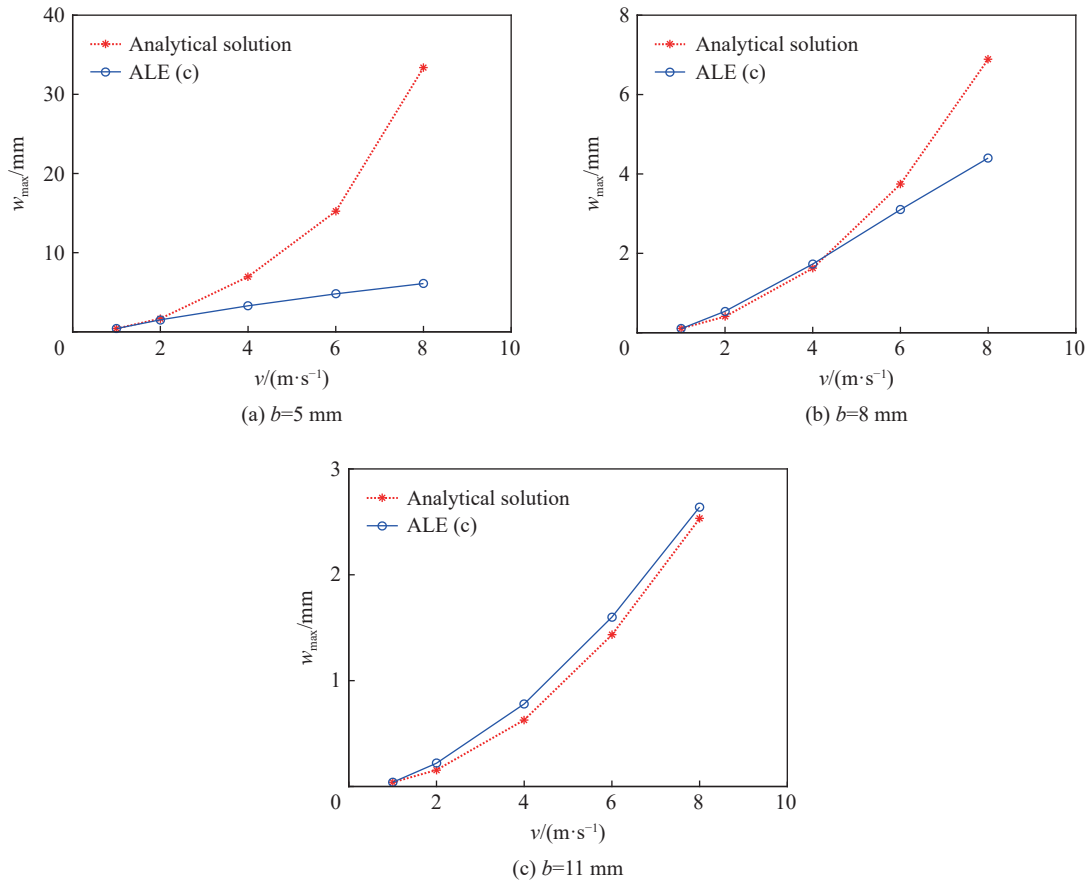 40
30
20
10
0
2
4
6
8
10
w_max/mm
v/(m·s⁻¹)
Analytical solution
ALE (c)
(a) b=5 mm
8
6
4
2
0
2
4
6
8
10
w_max/mm
v/(m·s⁻¹)
Analytical solution
ALE (c)
(b) b=8 mm
3
2
1
0
2
4
6
8
10
w_max/mm
v/(m·s⁻¹)
Analytical solution
ALE (c)
(c) b=11 mm